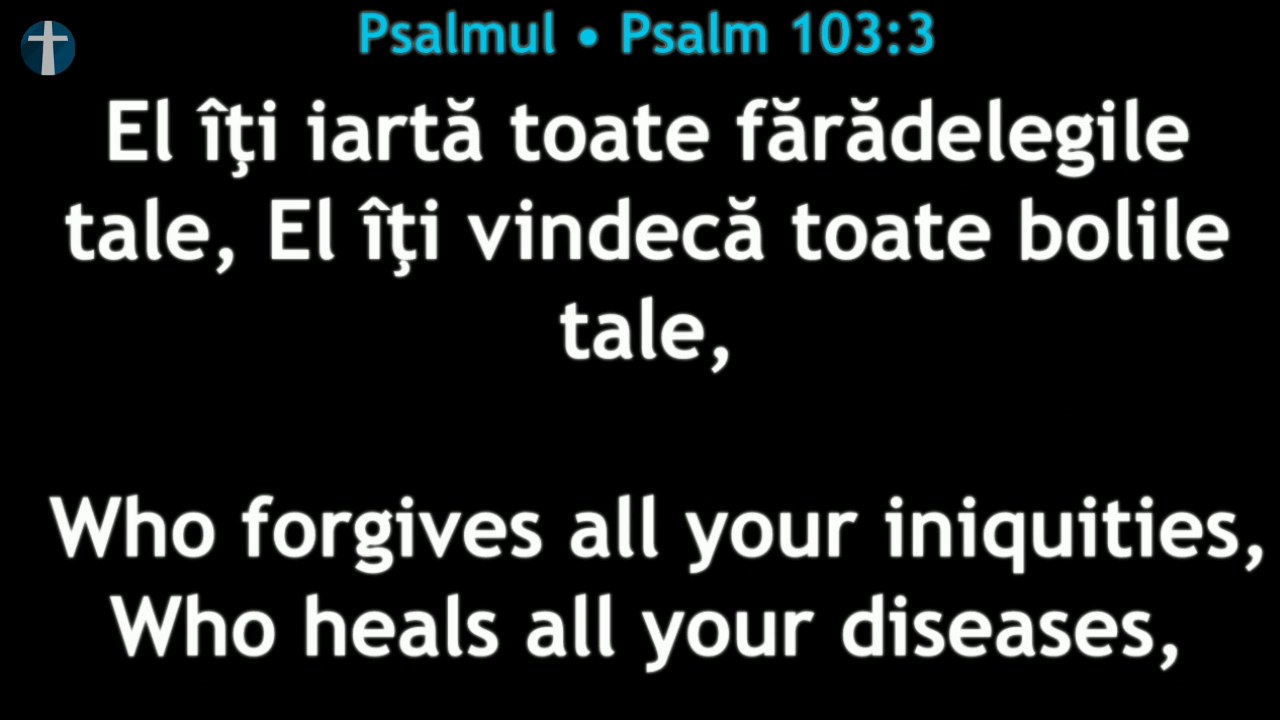 Psalmul • Psalm 103:3
El îţi iartă toate fărădelegile
tale, El îţi vindecă toate bolile
tale,
Who forgives all your iniquities,
Who heals all your diseases,